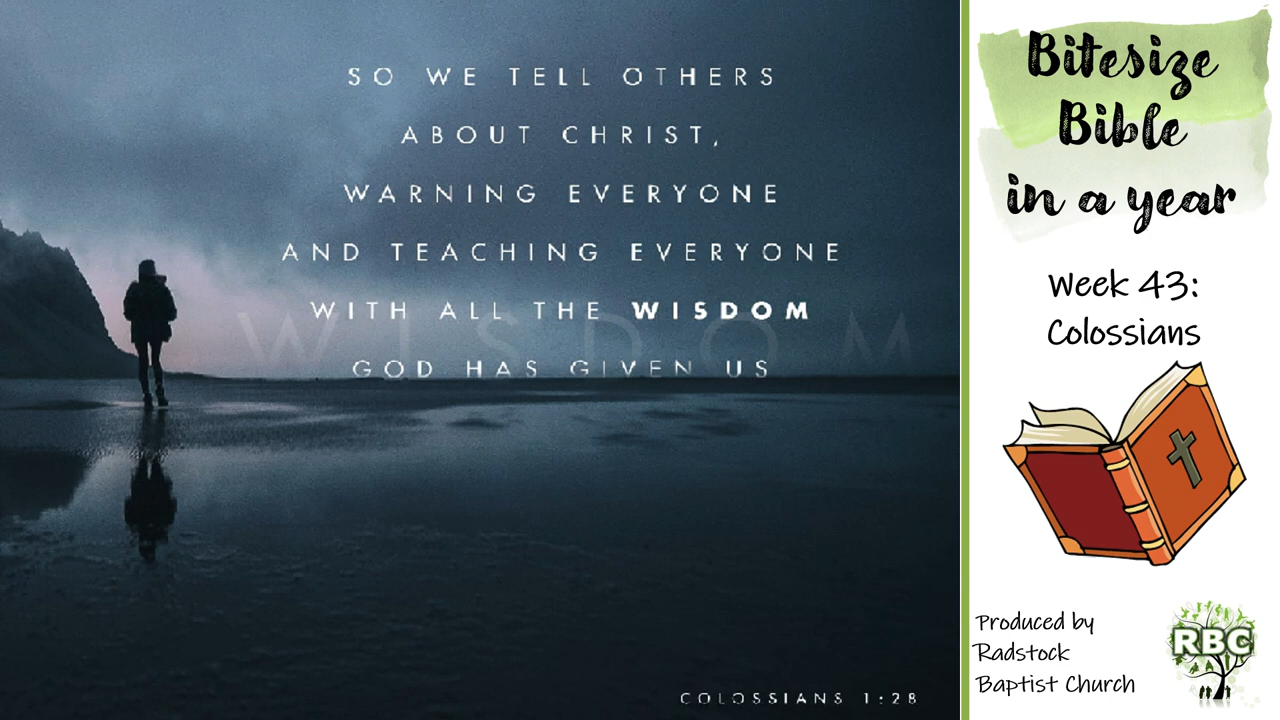 SO WE TELL OTHERS
ABOUT CHRIST,
WARNING EVERYONE
AND TEACHING EVERYONE
WITH ALL THE WISDOM
WISDOM
GOD HAS GIVEN US
COLOSSIANS 1:28
Bitesize
Bible
in a year
Week 43:
Colossians
Produced by
Radstock
Baptist Church
RBC